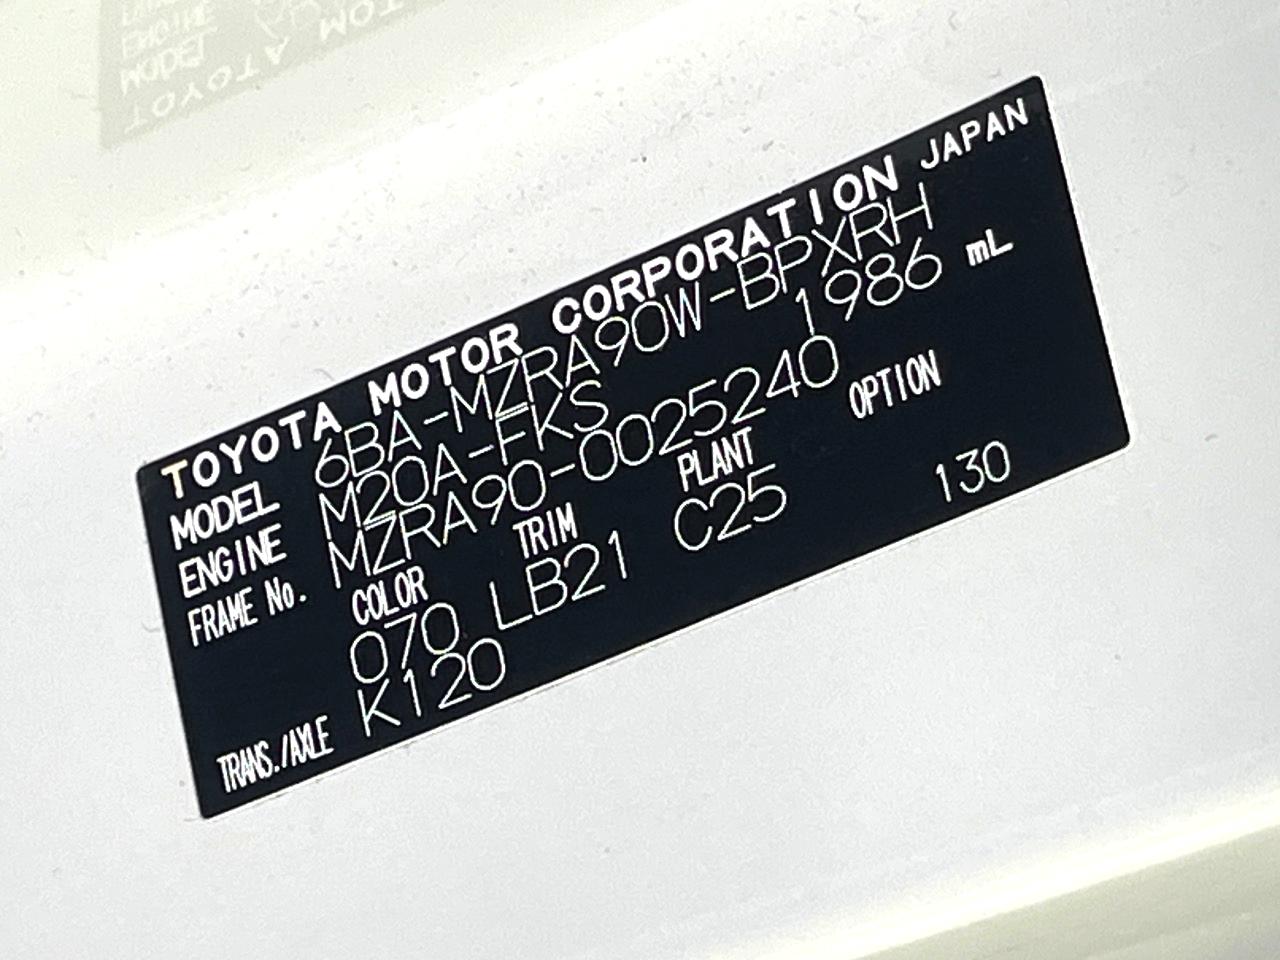 TOYOTA MOTOR CORPORATION JAPAN
MODEL 6BA-MZRA90W-BPXRH
ENGINE M20A-FKS 1986 mL
FRAME No. MZRA90-0025240
COLOR TRIM PLANT OPTION
070 LB21 C25 130
TRANS./AXLE K120